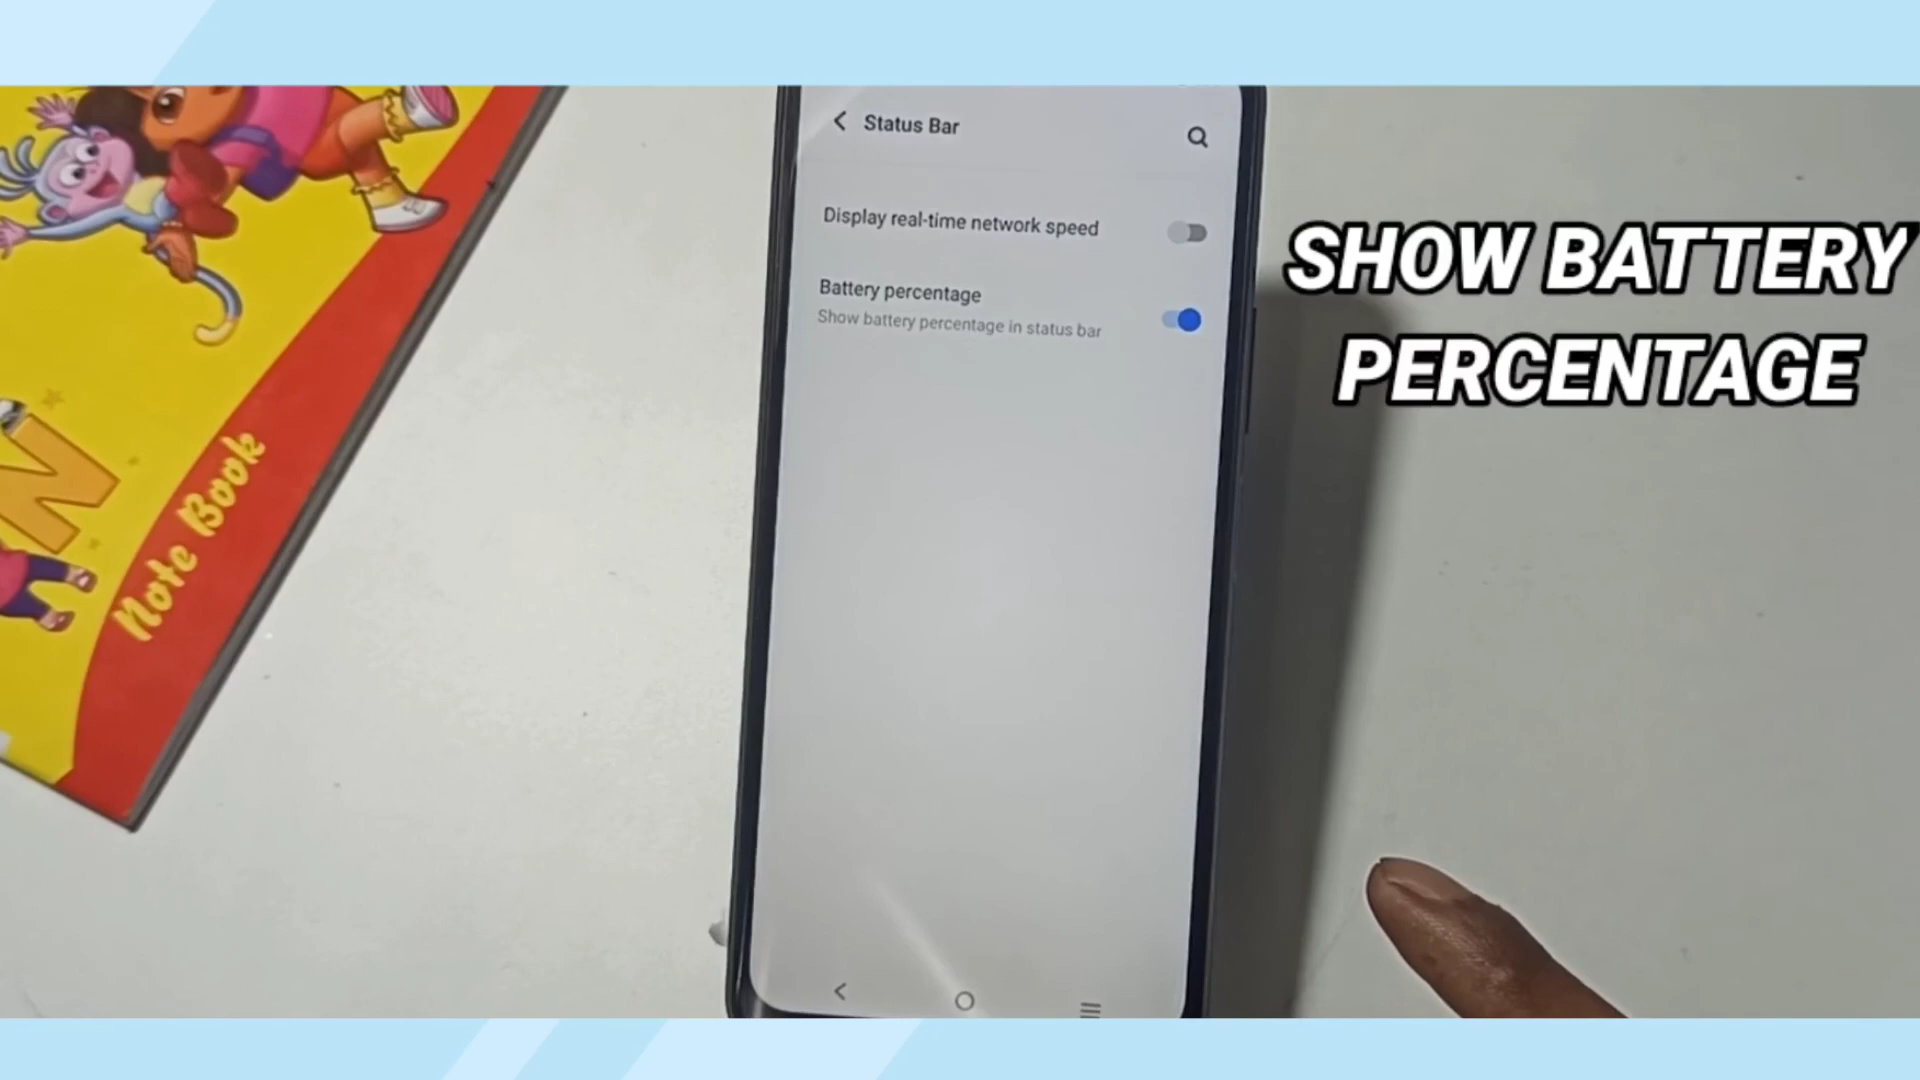 Status Bar
Display real-time network speed
Battery percentage
Show battery percentage in status bar
SHOW BATTERY
PERCENTAGE
N
Note Book